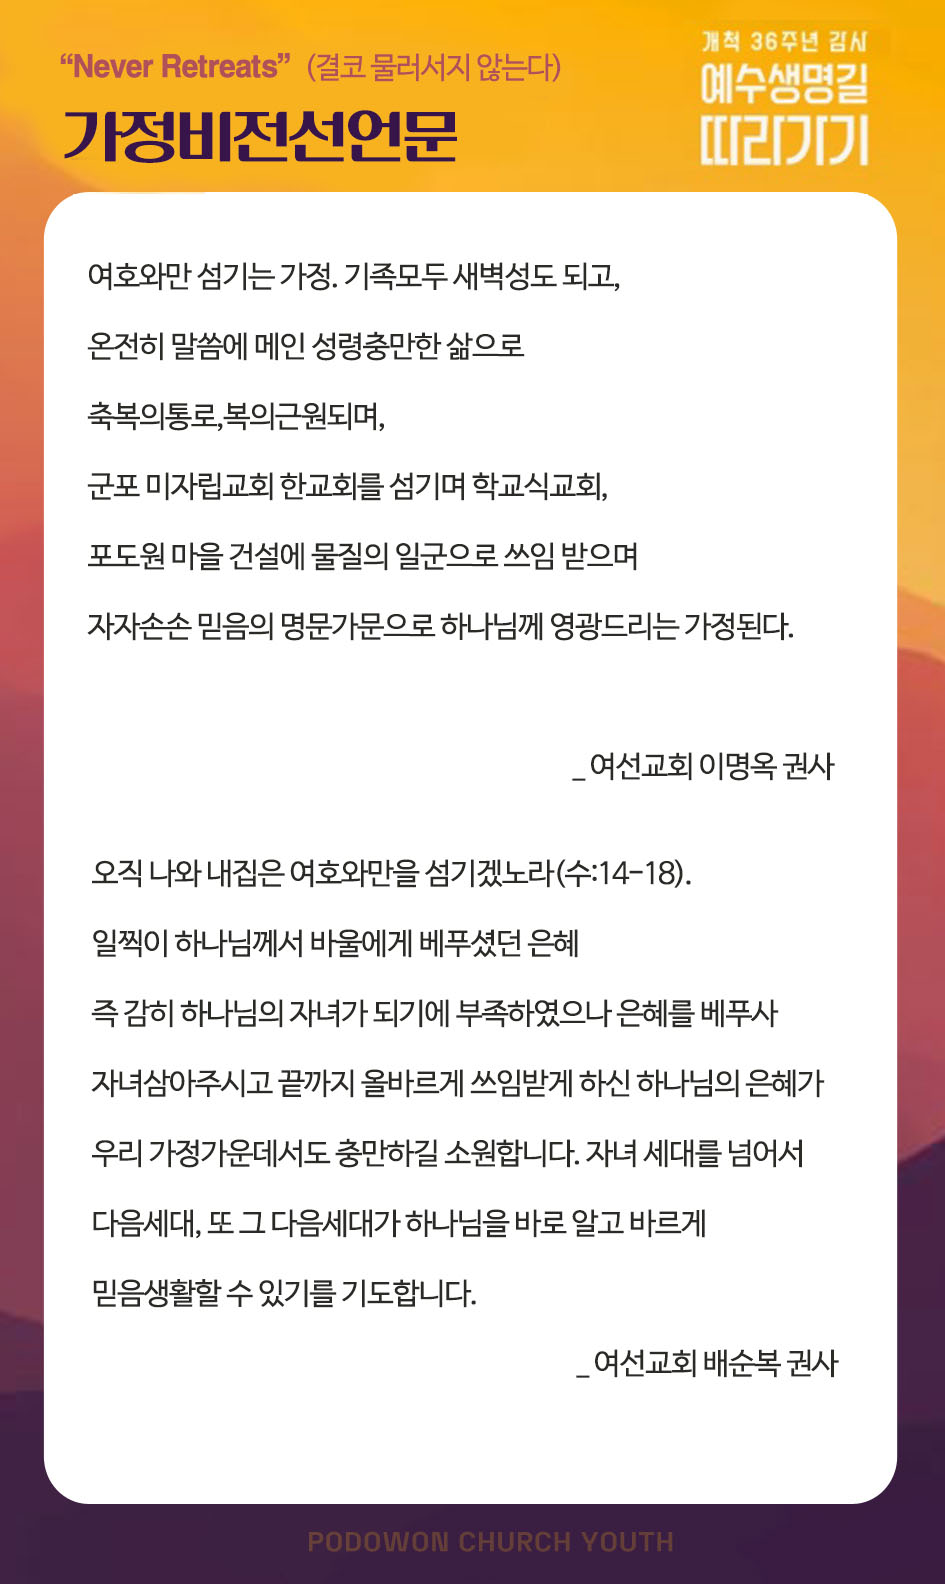 “Never Retreats” (결코 물러서지 않는다)
가정비전선언문
개척 36주년 감사
예수생명길
따라가기
여호와만 섬기는 가정. 기족모두 새벽성도 되고,
온전히 말씀에 메인 성령충만한 삶으로
축복의통로,복의근원되며,
군포 미자립교회 한교회를 섬기며 학교식교회,
포도원 마을 건설에 물질의 일군으로 쓰임 받으며
자자손손 믿음의 명문가문으로 하나님께 영광드리는 가정된다.
_ 여선교회 이명옥 권사
오직 나와 내집은 여호와만을 섬기겠노라(수:14-18).
일찍이 하나님께서 바울에게 베푸셨던 은혜
즉 감히 하나님의 자녀가 되기에 부족하였으나 은혜를 베푸사
자녀삼아주시고 끝까지 올바르게 쓰임받게 하신 하나님의 은혜가
우리 가정가운데서도 충만하길 소원합니다. 자녀 세대를 넘어서
다음세대, 또 그 다음세대가 하나님을 바로 알고 바르게
믿음생활할 수 있기를 기도합니다.
_ 여선교회 배순복 권사
PODOWON CHURCH YOUTH